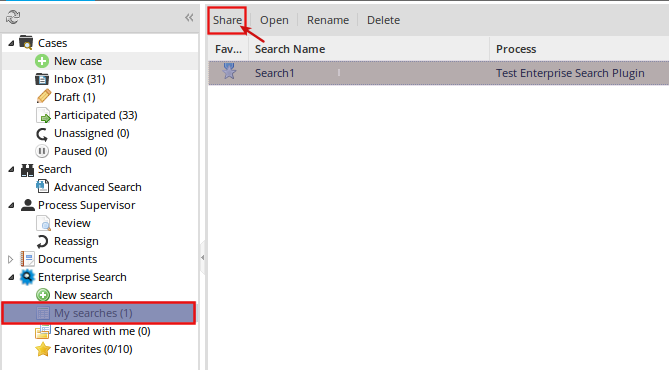 Cases
New case
Inbox (31)
Draft (1)
Participated (33)
Unassigned (0)
Paused (0)
Search
Advanced Search
Process Supervisor
Review
Reassign
Documents
Enterprise Search
New search
My searches (1)
Shared with me (0)
Favorites (0/10)
Share Open Rename Delete
Fav... Search Name Process
Search1 Test Enterprise Search Plugin